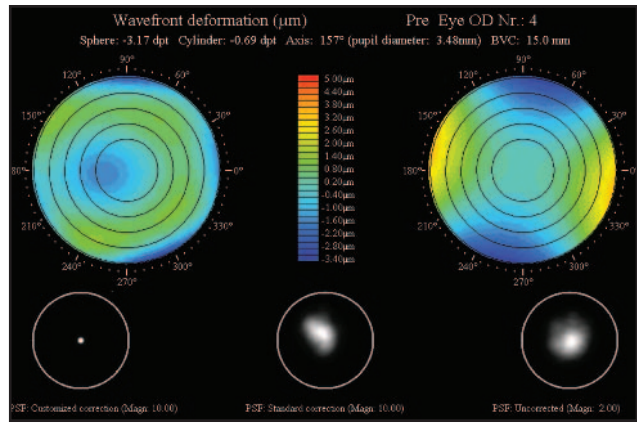 Wavefront deformation (µm) Pre Eye OD Nr.: 4
Sphere: -3.17 dpt Cylinder: -0.69 dpt Axis: 157° (pupil diameter: 3.48mm) BVC: 15.0 mm
90° 90°
120° 60° 120° 60°
5.00µm
4.40µm
150° 30° 3.80µm 150° 30°
3.20µm
2.60µm
2.00µm
1.40µm
0.80µm
80° 0° 0.20µm 180° 0°
-0.40µm
-1.00µm
-1.60µm
210° 330° -2.20µm 210° 330°
-2.80µm
-3.40µm
240° 300° 240° 300°
270° 270°
PSF: Customized correction (Magn: 10.00) PSF: Standard correction (Magn: 10.00) PSF: Uncorrected (Magn: 2.00)